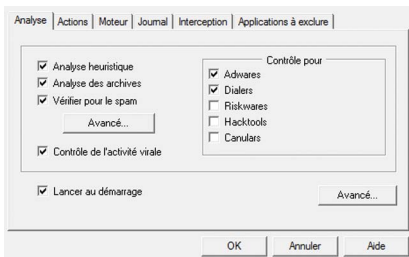 Analyse Actions Moteur Journal Interception Applications à exclure
Analyse heuristique
Analyse des archives
Vérifier pour le spam
Avancé...
Contrôle de l'activité virale
Contrôle pour
Adwares
Dialers
Riskwares
Hacktools
Canulars
Lancer au démarrage
Avancé...
OK Annuler Aide